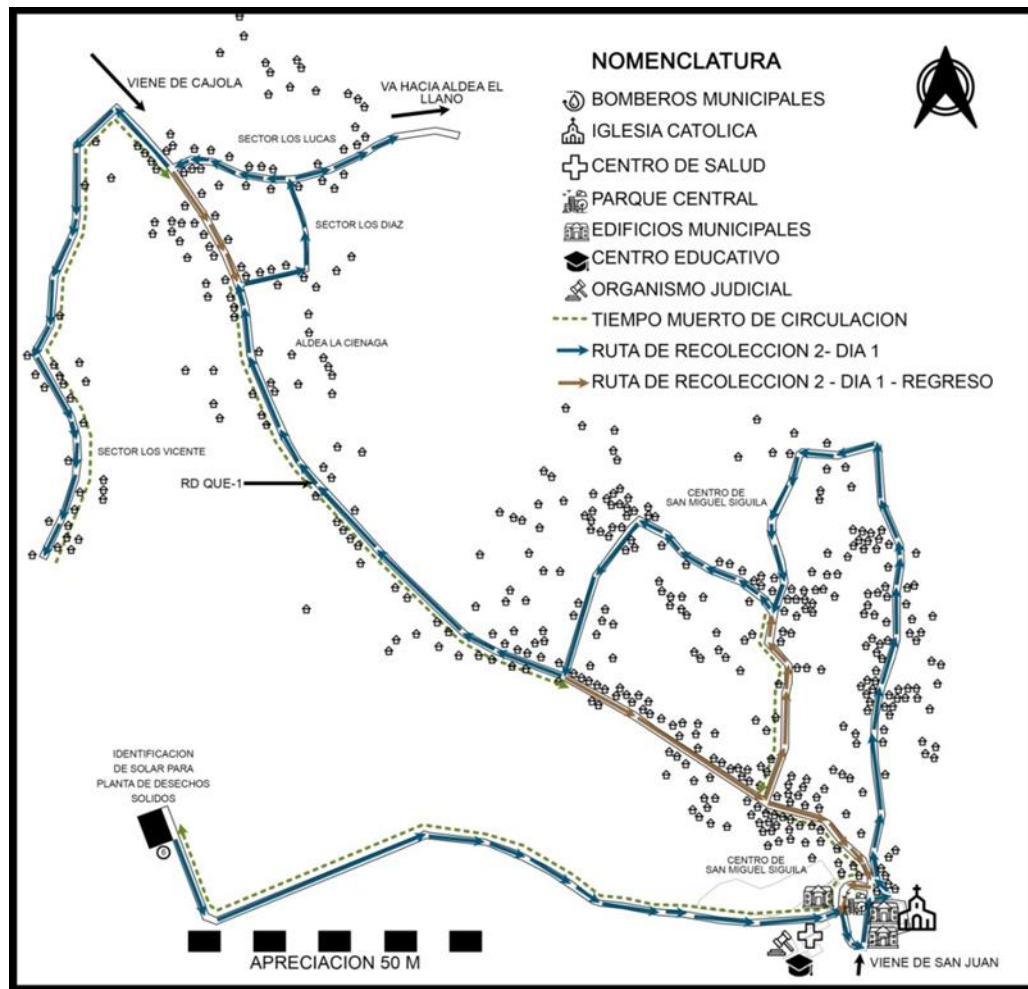 VIENE DE CAJOLA
VA HACIA ALDEA EL
LLANO
SECTOR LOS LUCAS
SECTOR LOS DIAZ
ALDEA LA CIENAGA
SECTOR LOS VICENTE
RD QUE-1
NOMENCLATURA
BOMBEROS MUNICIPALES
IGLESIA CATOLICA
CENTRO DE SALUD
PARQUE CENTRAL
EDIFICIOS MUNICIPALES
CENTRO EDUCATIVO
ORGANISMO JUDICIAL
TIEMPO MUERTO DE CIRCULACION
RUTA DE RECOLECCION 2- DIA 1
RUTA DE RECOLECCION 2 - DIA 1 - REGRESO
CENTRO DE
SAN MIGUEL SIGUILA
IDENTIFICACION
DE SOLAR PARA
PLANTA DE DESECHOS
SOLIDOS
CENTRO DE
SAN MIGUEL SIGUILA
APRECIACION 50 M
VIENE DE SAN JUAN